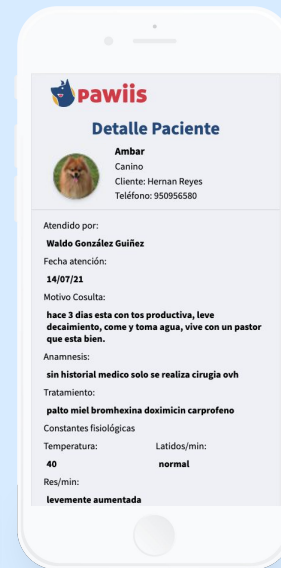 pawiis
Detalle Paciente
Ambar
Canino
Cliente: Hernan Reyes
Teléfono: 950956580
Atendido por:
Waldo González Guiñez
Fecha atención:
14/07/21
Motivo Cosulta:
hace 3 dias esta con tos productiva, leve
decaimiento, come y toma agua, vive con un pastor
que esta bien.
Anamnesis:
sin historial medico solo se realiza cirugia ovh
Tratamiento:
palto miel bromhexina doximicin carprofeno
Constantes fisiológicas
Temperatura: Latidos/min:
40 normal
Res/min:
levemente aumentada